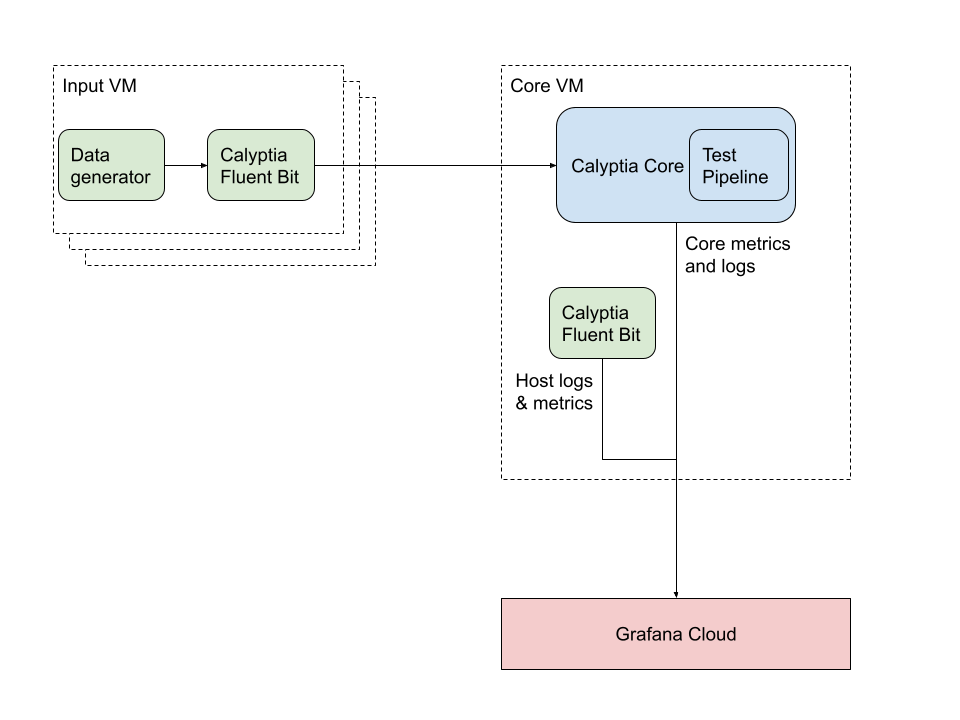 Input VM
Data
generator
Calyptia
Fluent Bit
Core VM
Calyptia Core
Test
Pipeline
Core metrics
and logs
Calyptia
Fluent Bit
Host logs
& metrics
Grafana Cloud